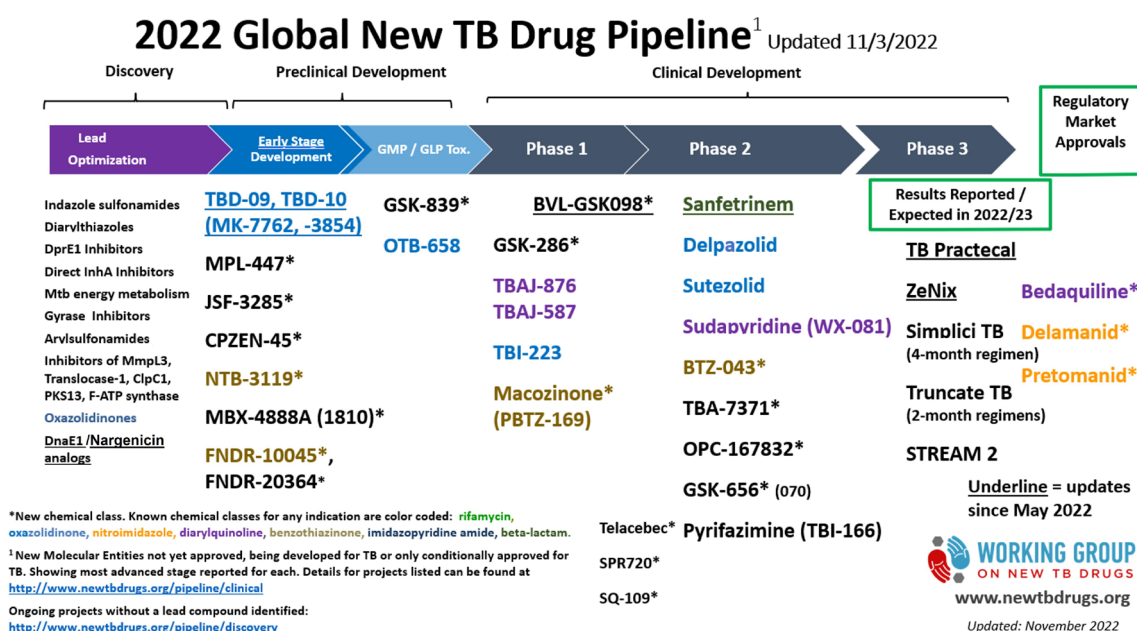 2022 Global New TB Drug Pipeline1 Updated 11/3/2022
Discovery
Preclinical Development
Clinical Development
Lead
Optimization
Early Stage
Development
GMP / GLP Tox.
Phase 1
Phase 2
Phase 3
Regulatory
Market
Approvals
Indazole sulfonamides
Diarylthiazoles
DprE1 Inhibitors
Direct InhA Inhibitors
Mtb energy metabolism
Gyrase Inhibitors
Arylsulfonamides
Inhibitors of MmpL3,
Translocase-1, ClpC1,
PKS13, F-ATP synthase
Oxazolidinones
DnaE1 /Nargenicin
analogs
TBD-09, TBD-10
(MK-7762, -3854)
MPL-447*
JSF-3285*
CPZEN-45*
NTB-3119*
MBX-4888A (1810)*
FNDR-10045*,
FNDR-20364*
GSK-839*
OTB-658
BVL-GSK098*
GSK-286*
TBAJ-876
TBAJ-587
TBI-223
Macozinone*
(PBTZ-169)
Sanfetrinem
Delpazolid
Sutezolid
Sudapyridine (WX-081)
BTZ-043*
TBA-7371*
OPC-167832*
GSK-656* (070)
Telacebec* Pyrifazimine (TBI-166)
SPR720*
SQ-109*
Results Reported /
Expected in 2022/23
TB Practecal
ZeNix
Simplici TB
(4-month regimen)
Truncate TB
(2-month regimens)
STREAM 2
Bedaquiline*
Delamanid*
Pretomanid*
Underline = updates
since May 2022
*New chemical class. Known chemical classes for any indication are color coded: rifamycin,
oxazolidinone, nitroimidazole, diarylquinoline, benzothiazinone, imidazopyridine amide, beta-lactam.
1 New Molecular Entities not yet approved, being developed for TB or only conditionally approved for
TB. Showing most advanced stage reported for each. Details for projects listed can be found at
http://www.newtbdrugs.org/pipeline/clinical
Ongoing projects without a lead compound identified:
http://www.newtbdrugs.org/pipeline/discovery
WORKING GROUP
ON NEW TB DRUGS
www.newtbdrugs.org
Updated: November 2022